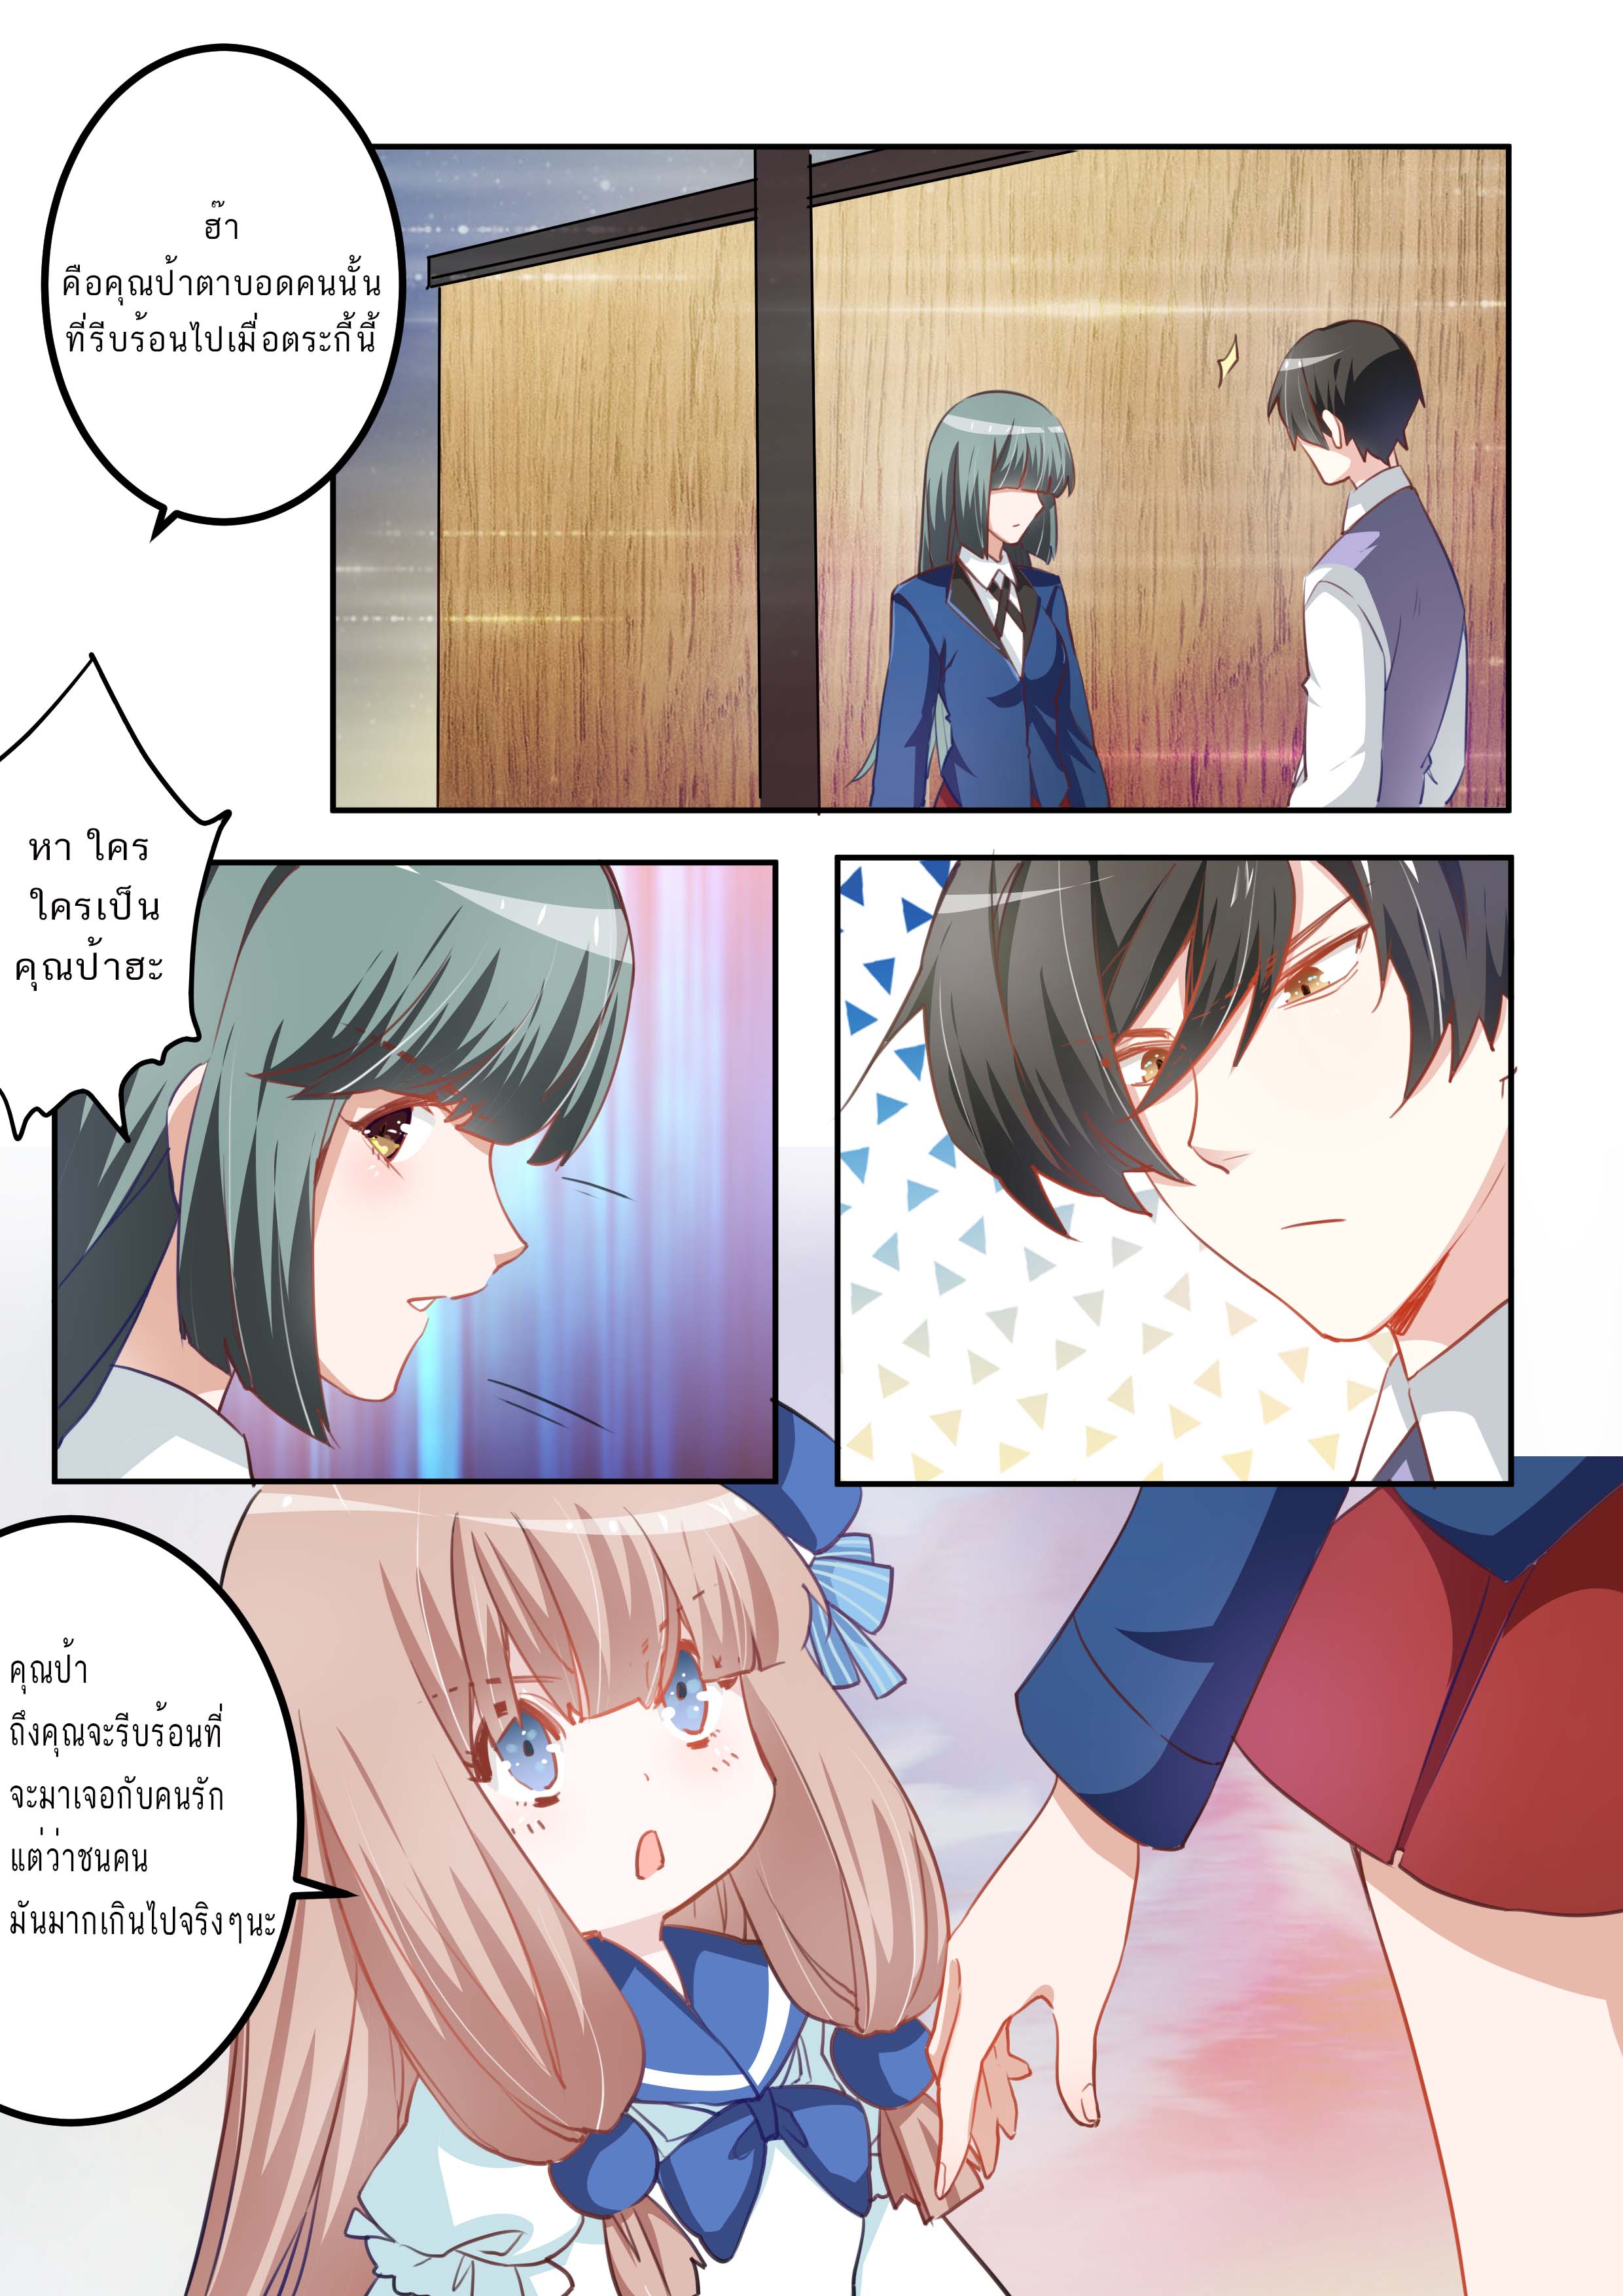 ฮ๊า
คือคุณป้าตาบอดคนนั้น
ที่รีบร้อนไปเมื่อตระกี้นี้
หา ใคร
ใครเป็น
คุณป้าฮะ
คุณป้า
ถึงคุณจะรีบร้อนที่
จะมาเจอกับคนรัก
แต่ว่าชนคน
มันมากเกินไปจริงๆนะ